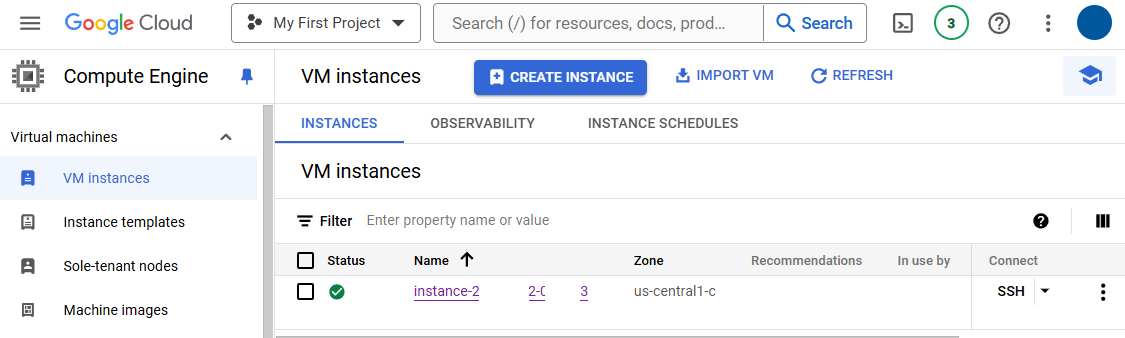 Google Cloud My First Project Search (/) for resources, docs, prod... Search 3
Compute Engine
VM instances CREATE INSTANCE IMPORT VM REFRESH
INSTANCES OBSERVABILITY INSTANCE SCHEDULES
Virtual machines
VM instances
Instance templates
Sole-tenant nodes
Machine images
VM instances
Filter Enter property name or value
Status Name Zone Recommendations In use by Connect
instance-2 2-0 3 us-central1-c SSH